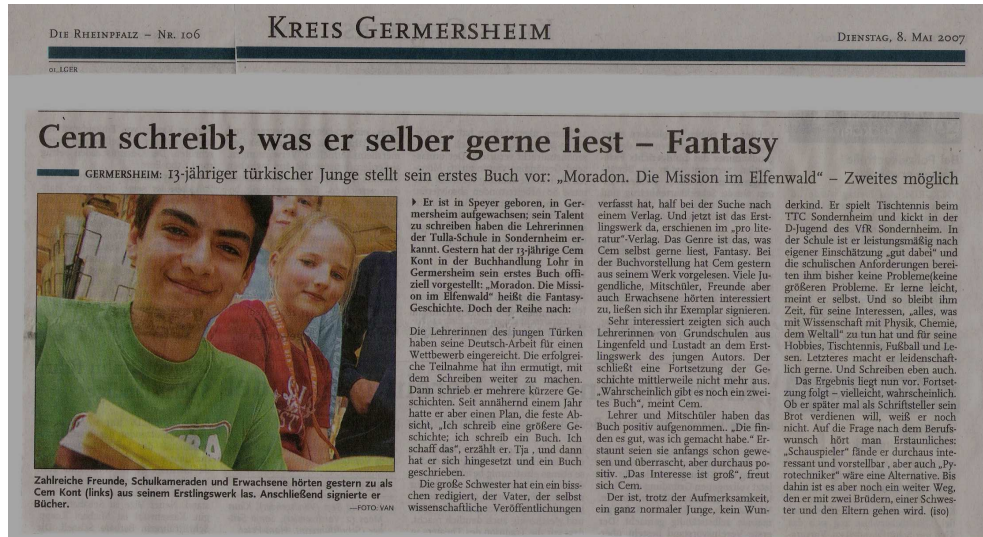 Die Rheinpfalz – Nr. 106
Kreis Germersheim
Dienstag, 8. Mai 2007
01_LGER
Cem schreibt, was er selber gerne liest – Fantasy
GERMERSHEIM: 13-jähriger türkischer Junge stellt sein erstes Buch vor: „Moradon. Die Mission im Elfenwald“ – Zweites möglich
Zahlreiche Freunde, Schulkameraden und Erwachsene hörten gestern zu als
Cem Kont (links) aus seinem Erstlingswerk las. Anschließend signierte er
Bücher.
—FOTO: VAN
Er ist in Speyer geboren, in Ger-
mersheim aufgewachsen; sein Talent
zu schreiben haben die Lehrerinnen
der Tulla-Schule in Sondernheim er-
kannt. Gestern hat der 13-jährige Cem
Kont in der Buchhandlung Lohr in
Germersheim sein erstes Buch offi-
ziell vorgestellt: „Moradon. Die Missi-
on im Elfenwald“ heißt die Fantasy-
Geschichte. Doch der Reihe nach:
Die Lehrerinnen des jungen Türken
haben seine Deutsch-Arbeit für einen
Wettbewerb eingereicht. Die erfolgrei-
che Teilnahme hat ihn ermutigt, mit
dem Schreiben weiter zu machen.
Dann schrieb er mehrere kürzere Ge-
schichten. Seit annähernd einem Jahr
hatte er aber einen Plan, die feste Ab-
sicht, „Ich schreib eine größere Ge-
schichte; ich schreib ein Buch. Ich
schaff das“, erzählt er. Tja , und dann
hat er sich hingesetzt und ein Buch
geschrieben.
Die große Schwester hat ein ein biss-
chen redigiert, der Vater, der selbst
wissenschaftliche Veröffentlichungen
verfasst hat, half bei der Suche nach
einem Verlag. Und jetzt ist das Erst-
lingswerk da, erschienen im „pro lite-
ratur“-Verlag. Das Genre ist das, was
Cem selbst gerne liest, Fantasy. Bei
der Buchvorstellung hat Cem gestern
aus seinem Werk vorgelesen. Viele Ju-
gendliche, Mitschüler, Freunde aber
auch Erwachsene hörten interessiert
zu, ließen sich ihr Exemplar signieren.
Sehr interessiert zeigten sich auch
Lehrerinnen von Grundschulen aus
Lingenfeld und Lustadt an dem Erst-
lingswerk des jungen Autors. Der
schließt eine Fortsetzung der Ge-
schichte mittlerweile nicht mehr aus.
„Wahrscheinlich gibt es noch ein zwei-
tes Buch“, meint Cem.
Lehrer und Mitschüler haben das
Buch positiv aufgenommen.. „Die fin-
den es gut, was ich gemacht habe.“ Er-
staunt seien sie anfangs schon gewe-
sen und überrascht, aber durchaus po-
sitiv. „Das Interesse ist groß“, freut
sich Cem.
Der ist, trotz der Aufmerksamkeit,
ein ganz normaler Junge, kein Wun-
derkind. Er spielt Tischtennis beim
TTC Sondernheim und kickt in der
D-Jugend des VfR Sondernheim. In
der Schule ist er leistungsmäßig nach
eigener Einschätzung „gut dabei“ und
die schulischen Anforderungen berei-
ten ihm bisher keine Probleme(keine
größeren Probleme. Er lerne leicht,
meint er selbst. Und so bleibt ihm
Zeit, für seine Interessen, „alles, was
mit Wissenschaft mit Physik, Chemie,
dem Weltall“ zu tun hat und für seine
Hobbies, Tischtennis, Fußball und Le-
sen. Letzteres macht er leidenschaft-
lich gerne. Und Schreiben eben auch.
Das Ergebnis liegt nun vor. Fortset-
zung folgt – vielleicht, wahrscheinlich.
Ob er später mal als Schriftsteller sein
Brot verdienen will, weiß er noch
nicht. Auf die Frage nach dem Berufs-
wunsch hört man Erstaunliches:
„Schauspieler“ fände er durchaus inte-
ressant und vorstellbar , aber auch „Py-
rotechniker“ wäre eine Alternative. Bis
dahin ist es aber noch ein weiter Weg,
den er mit zwei Brüdern, einer Schwes-
ter und den Eltern gehen wird. (iso)